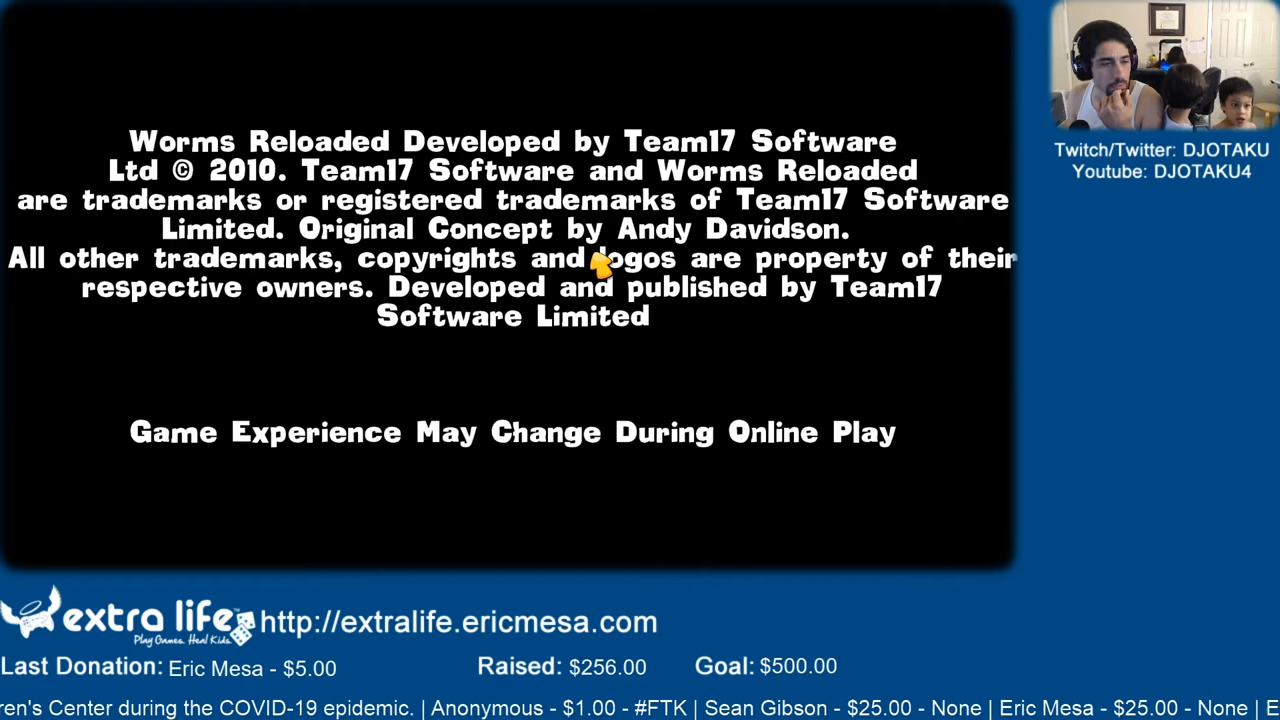 Worms Reloaded Developed by Team17 Software
Ltd © 2010. Team17 Software and Worms Reloaded
are trademarks or registered trademarks of Team17 Software
Limited. Original Concept by Andy Davidson.
All other trademarks, copyrights and logos are property of their
respective owners. Developed and published by Team17
Software Limited
Game Experience May Change During Online Play
Twitch/Twitter: DJOTAKU
Youtube: DJOTAKU4
extra life
Play Games. Heal Kids.
http://extralife.ericmesa.com
Last Donation: Eric Mesa - $5.00
Raised: $256.00
Goal: $500.00
ren's Center during the COVID-19 epidemic. | Anonymous - $1.00 - #FTK | Sean Gibson - $25.00 - None | Eric Mesa - $25.00 - None | E